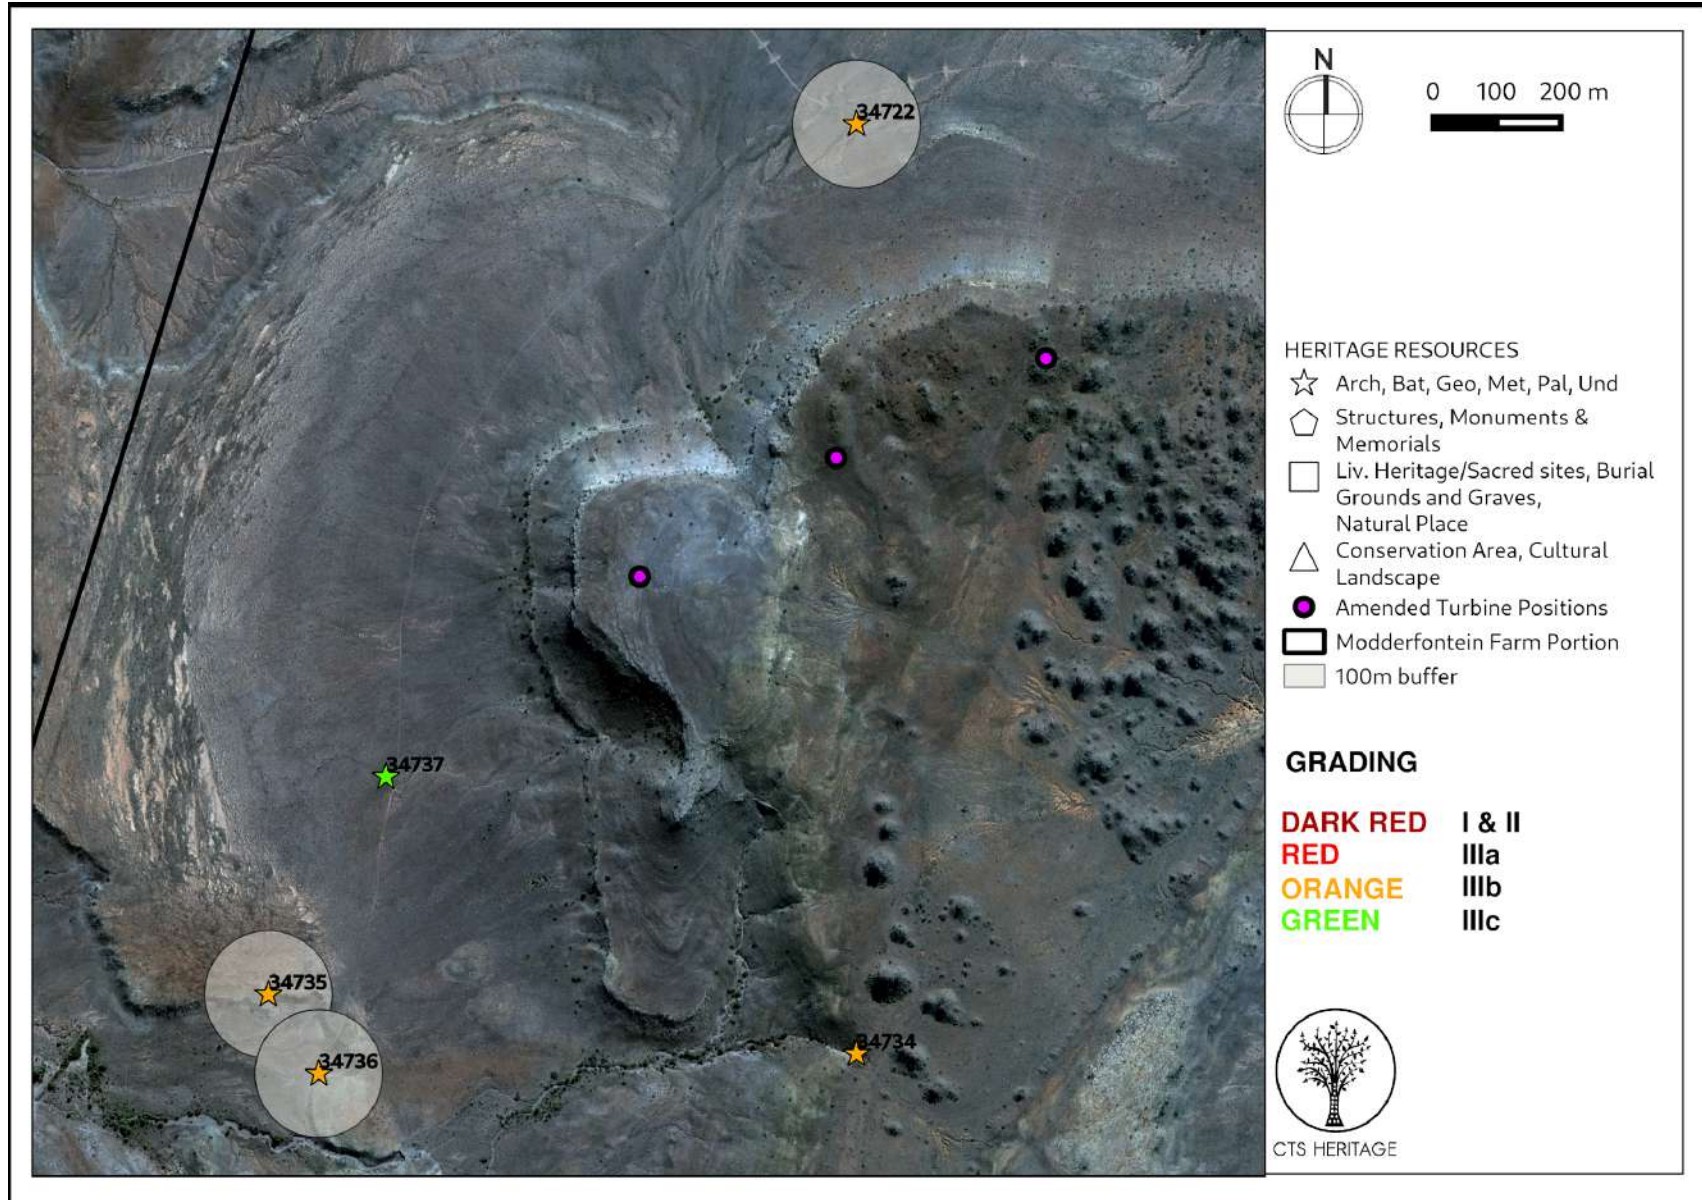 34722
34737
34735
34736
34734
N
0 100 200 m
HERITAGE RESOURCES
Arch, Bat, Geo, Met, Pal, Und
Structures, Monuments &
Memorials
Liv. Heritage/Sacred sites, Burial
Grounds and Graves,
Natural Place
Conservation Area, Cultural
Landscape
Amended Turbine Positions
Modderfontein Farm Portion
100m buffer
GRADING
DARK RED I & II
RED IIIa
ORANGE IIIb
GREEN IIIc
CTS HERITAGE